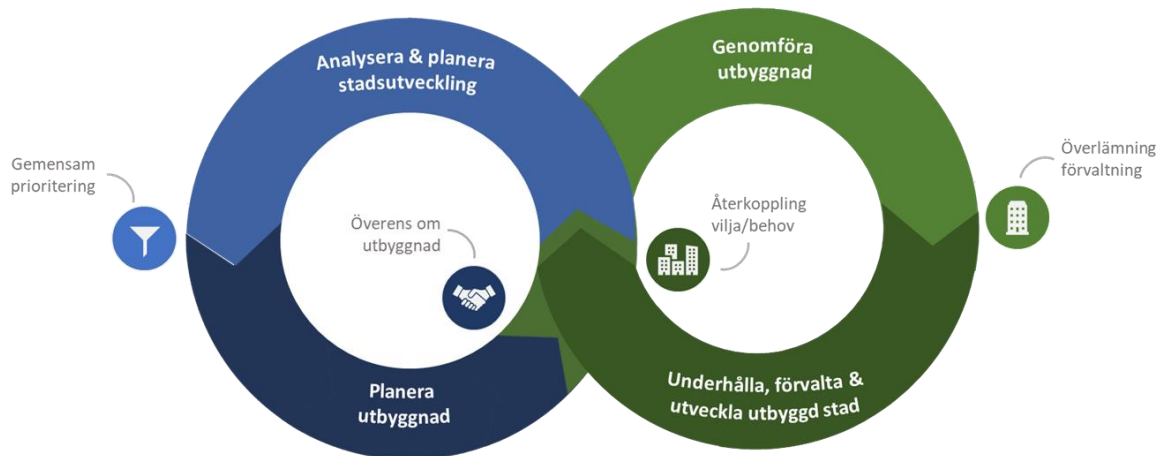 Analysera & planera
stadsutveckling
Genomföra
utbyggnad
Gemensam
prioritering
Överlämning
förvaltning
Överens om
utbyggnad
Återkoppling
vilja/behov
Planera
utbyggnad
Underhålla, förvalta &
utveckla utbyggd stad